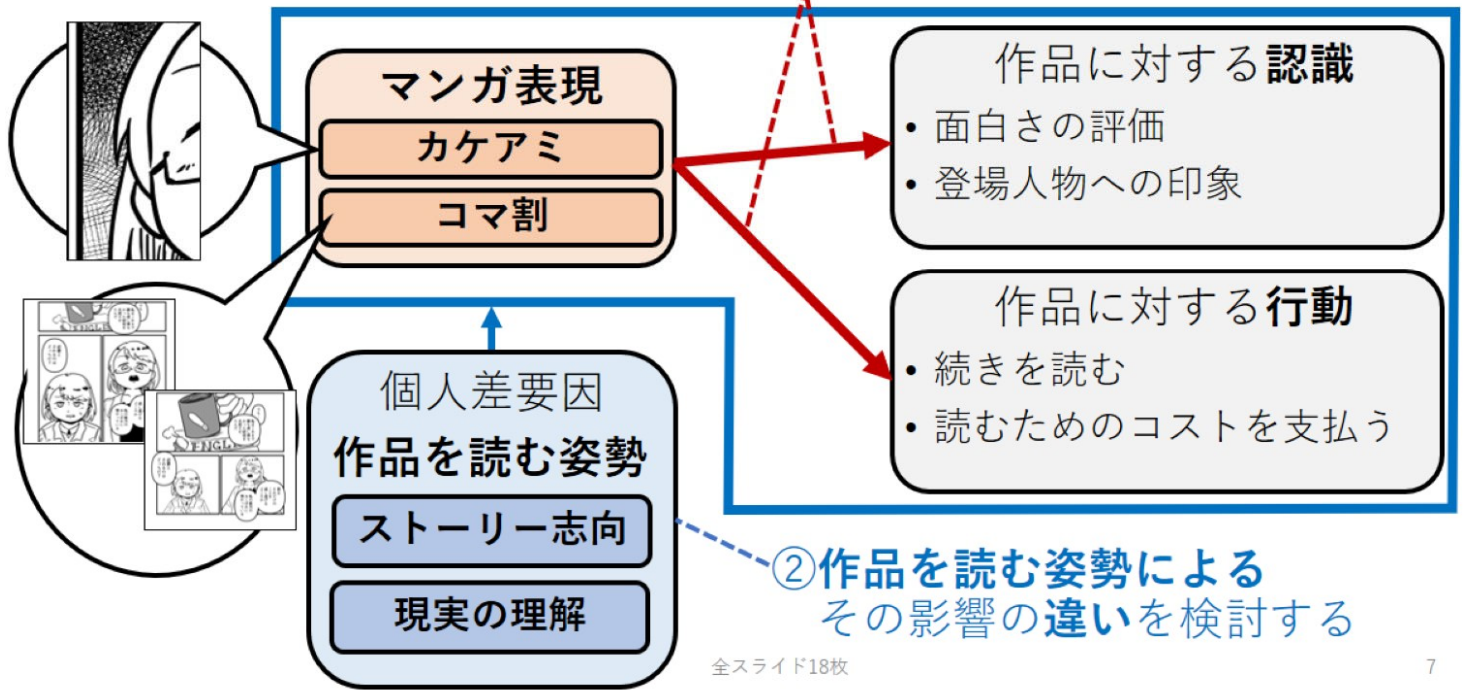 マンガ表現
カケアミ
コマ割
作品に対する認識
• 面白さの評価
• 登場人物への印象
作品に対する行動
• 続きを読む
• 読むためのコストを支払う
個人差要因
作品を読む姿勢
ストーリー志向
現実の理解
②作品を読む姿勢による
その影響の違いを検討する
全スライド18枚
7